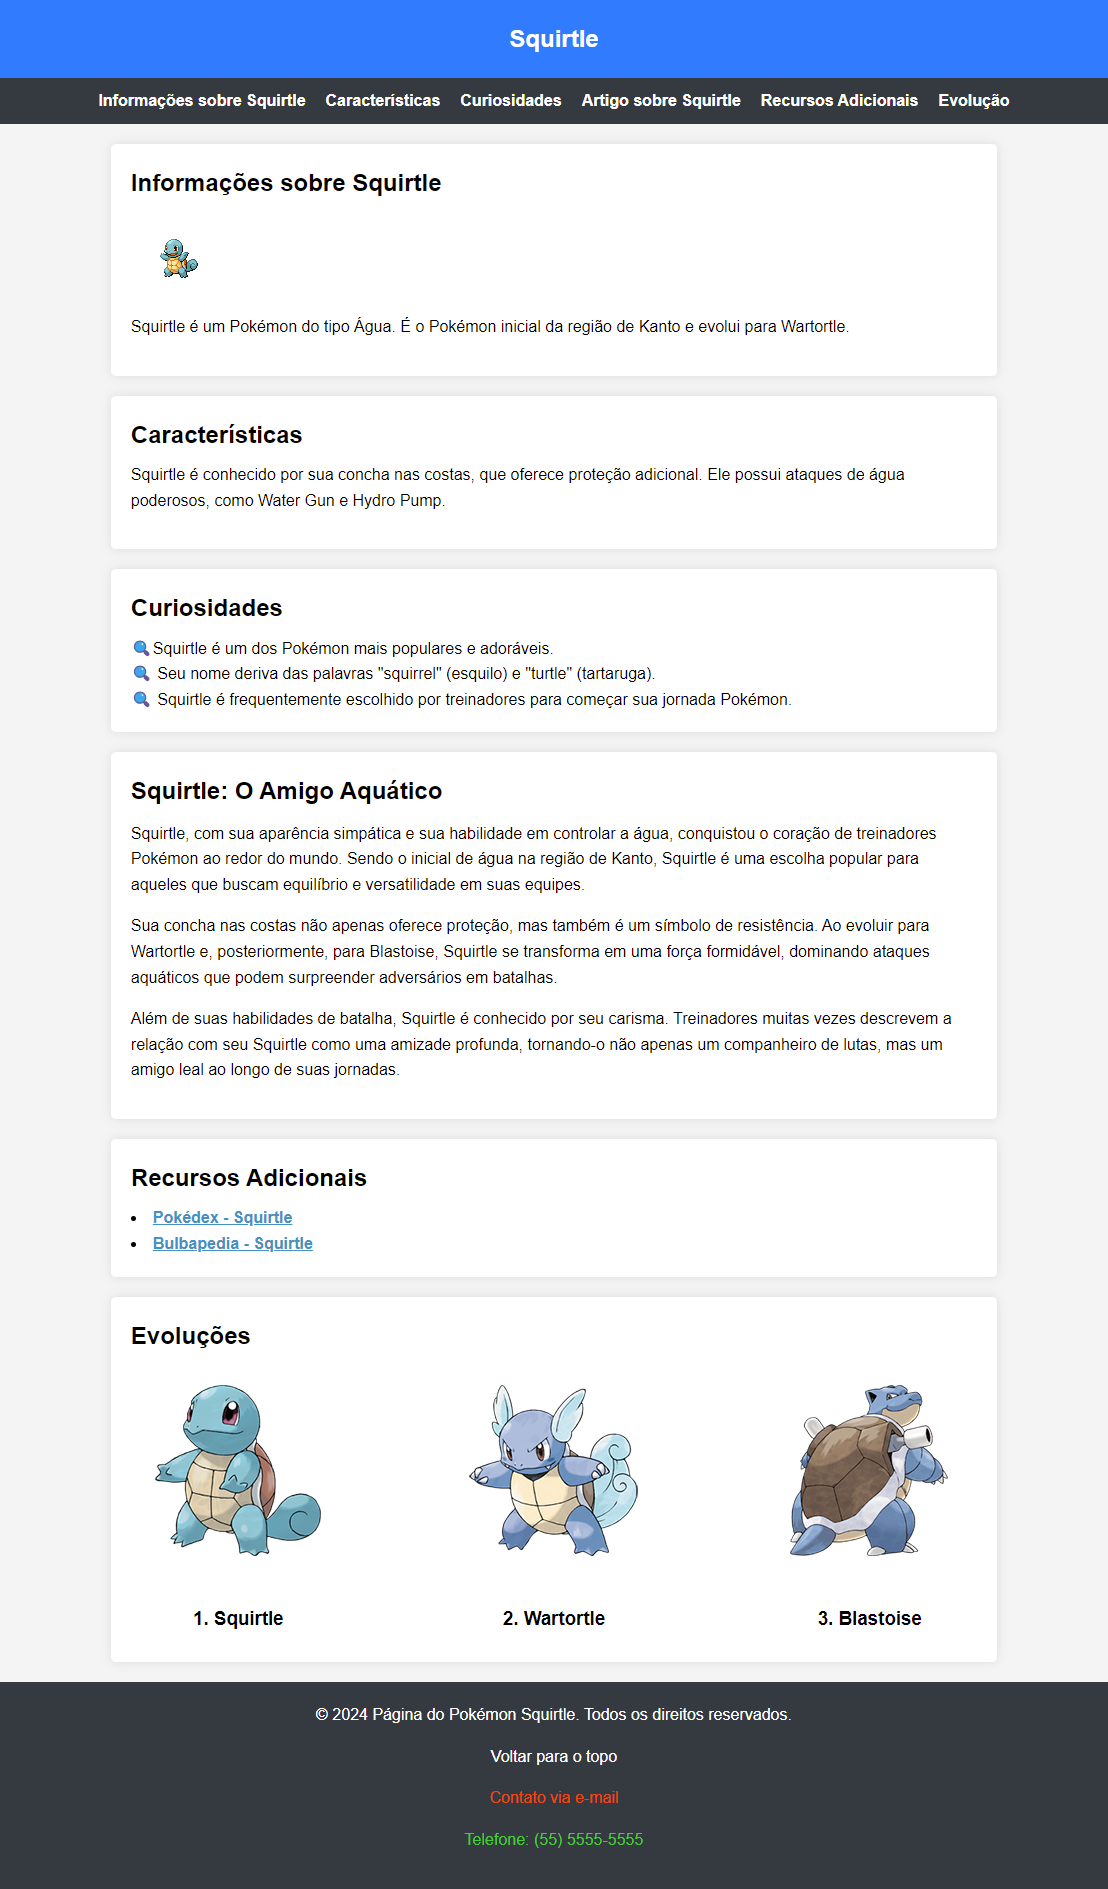 Squirtle
Informações sobre Squirtle Características Curiosidades Artigo sobre Squirtle Recursos Adicionais Evolução
Informações sobre Squirtle
Squirtle é um Pokémon do tipo Água. É o Pokémon inicial da região de Kanto e evolui para Wartortle.
Características
Squirtle é conhecido por sua concha nas costas, que oferece proteção adicional. Ele possui ataques de água
poderosos, como Water Gun e Hydro Pump.
Curiosidades
🔍Squirtle é um dos Pokémon mais populares e adoráveis.
🔍 Seu nome deriva das palavras "squirrel" (esquilo) e "turtle" (tartaruga).
🔍 Squirtle é frequentemente escolhido por treinadores para começar sua jornada Pokémon.
Squirtle: O Amigo Aquático
Squirtle, com sua aparência simpática e sua habilidade em controlar a água, conquistou o coração de treinadores
Pokémon ao redor do mundo. Sendo o inicial de água na região de Kanto, Squirtle é uma escolha popular para
aqueles que buscam equilíbrio e versatilidade em suas equipes.
Sua concha nas costas não apenas oferece proteção, mas também é um símbolo de resistência. Ao evoluir para
Wartortle e, posteriormente, para Blastoise, Squirtle se transforma em uma força formidável, dominando ataques
aquáticos que podem surpreender adversários em batalhas.
Além de suas habilidades de batalha, Squirtle é conhecido por seu carisma. Treinadores muitas vezes descrevem a
relação com seu Squirtle como uma amizade profunda, tornando-o não apenas um companheiro de lutas, mas um
amigo leal ao longo de suas jornadas.
Recursos Adicionais
• Pokédex - Squirtle
• Bulbapedia - Squirtle
Evoluções
1. Squirtle
2. Wartortle
3. Blastoise
© 2024 Página do Pokémon Squirtle. Todos os direitos reservados.
Voltar para o topo
Contato via e-mail
Telefone: (55) 5555-5555